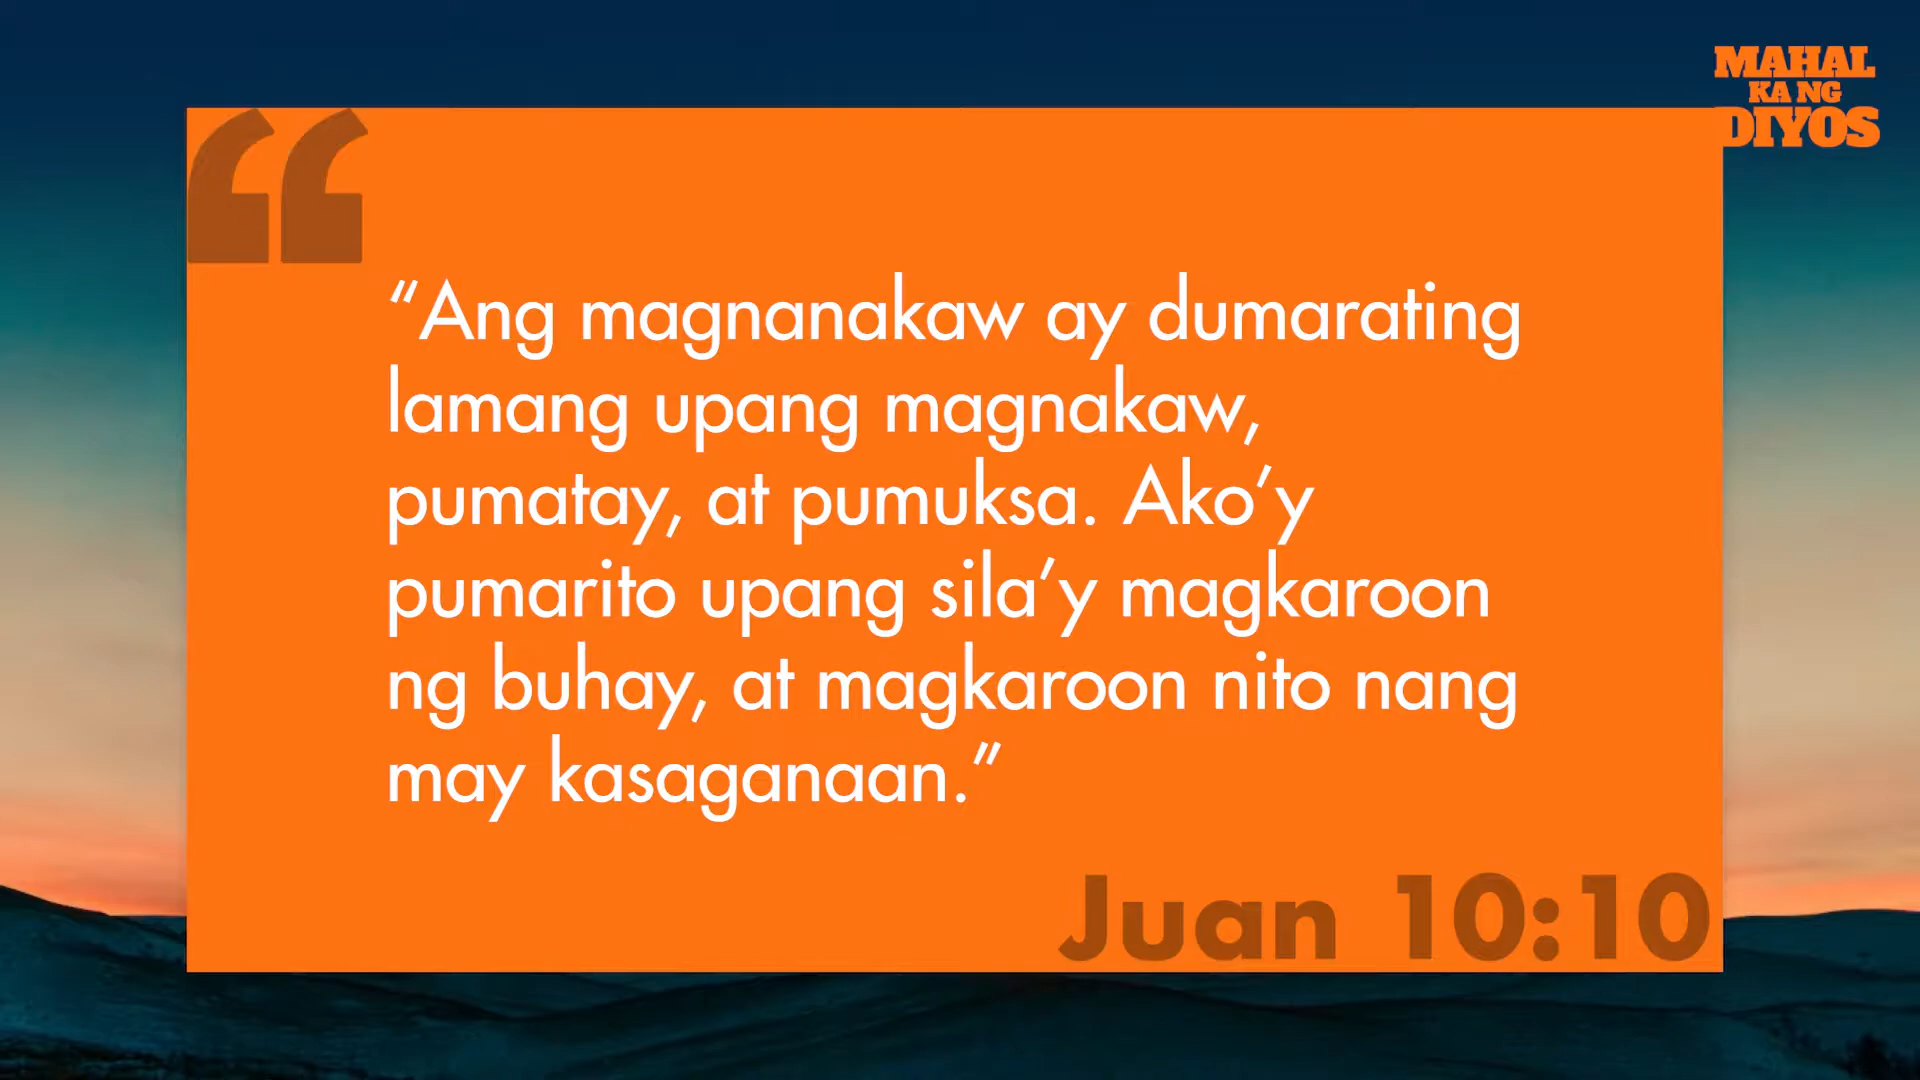 MAHAL
KA NG
DIYOS
“Ang magnanakaw ay dumarating
lamang upang magnakaw,
pumatay, at pumuksa. Ako’y
pumarito upang sila’y magkaroon
ng buhay, at magkaroon nito nang
may kasaganaan.”
Juan 10:10